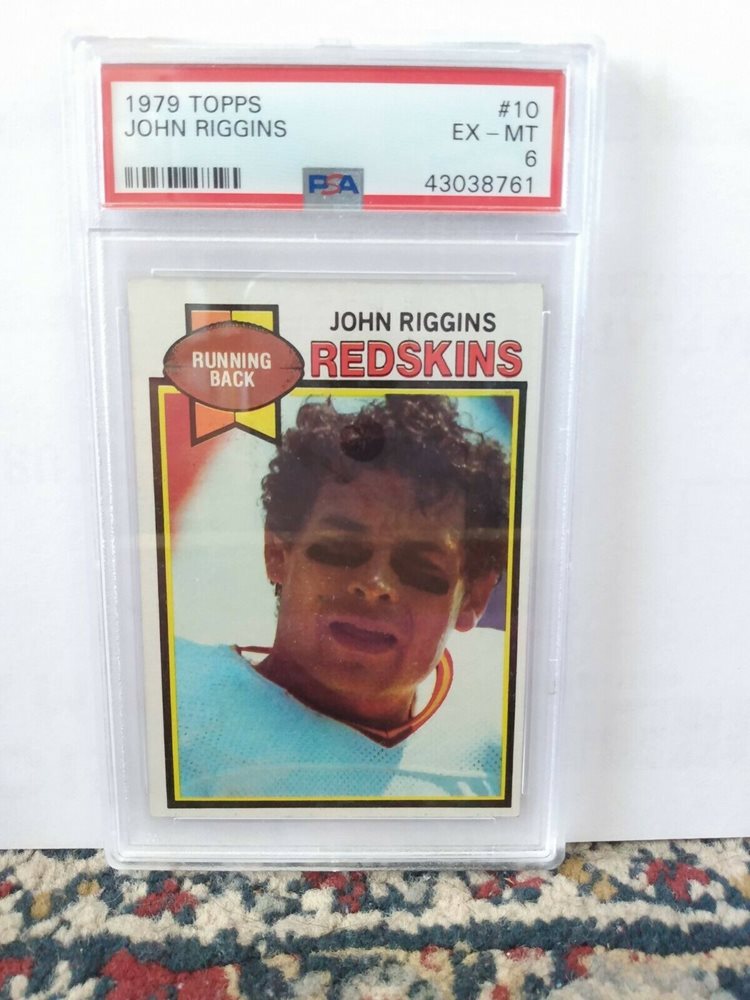 1979 TOPPS #10
JOHN RIGGINS EX - MT
6
PSA 43038761
JOHN RIGGINS
REDSKINS
RUNNING
BACK